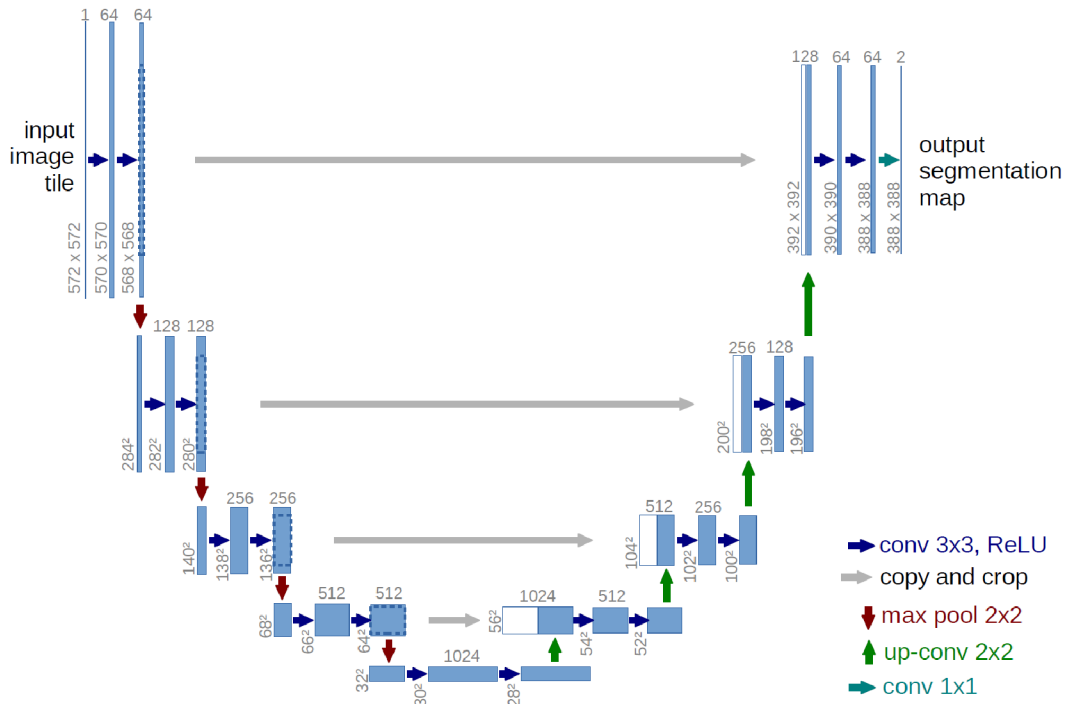 1 64 64
128 64 64 2
input
image
tile
output
segmentation
map
572 x 572
570 x 570
568 x 568
392 x 392
390 x 390
388 x 388
388 x 388
128 128
256 128
284²
282²
280²
200²
198²
196²
256 256
512 256
140²
138²
136²
104²
102²
100²
512 512
1024 512
68²
66²
64²
56²
54²
52²
1024
32²
30²
28²
conv 3x3, ReLU
copy and crop
max pool 2x2
up-conv 2x2
conv 1x1